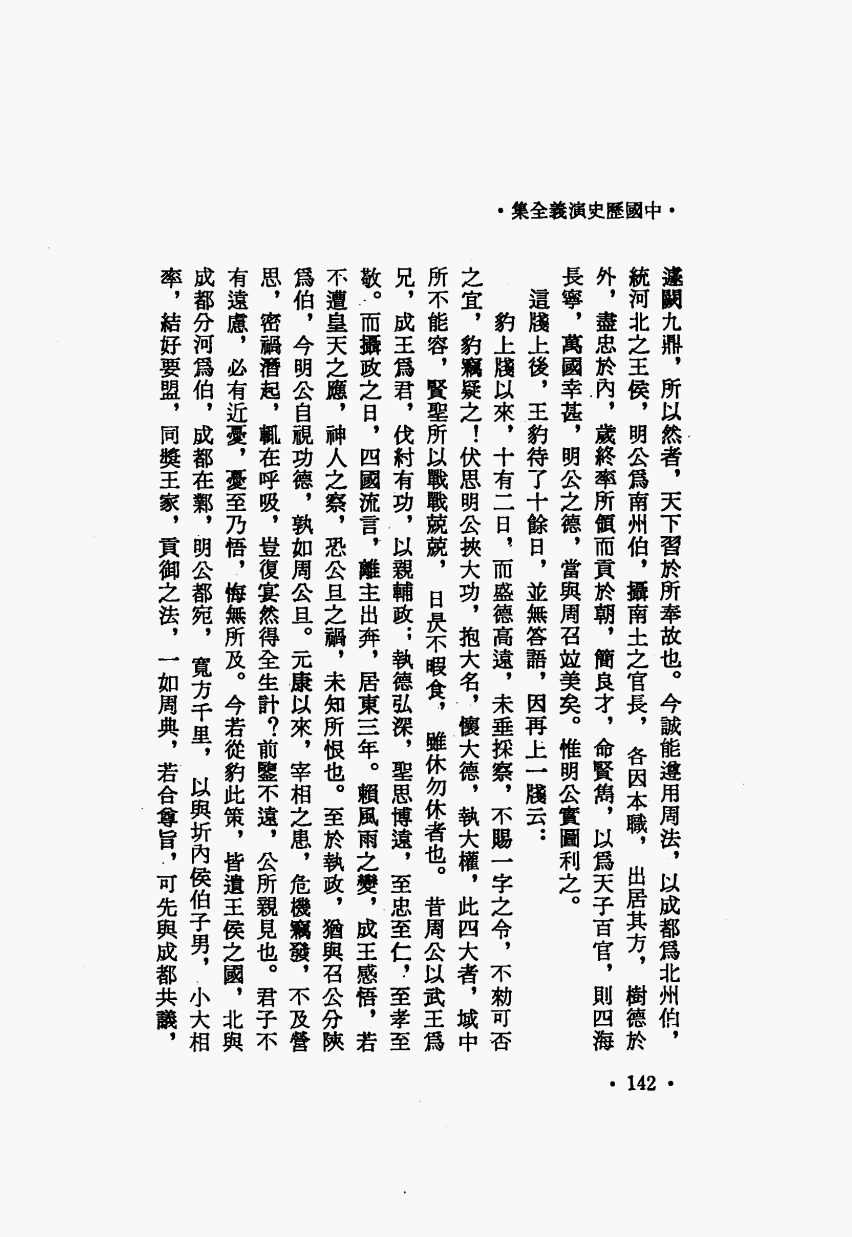 ·中國歷史演義全集·
遽闚九鼎，所以然者，天下習於所奉故也。今誠能遵用周法，以成都爲北州伯，
統河北之王侯，明公爲南州伯，攝南土之官長，各因本職，出居其方，樹德於
外，盡忠於內，歲終率所領而貢於朝，簡良才，命賢雋，以爲天子百官，則四海
長寧，萬國幸甚，明公之德，當與周召竝美矣。惟明公實圖利之。
這牋上後，王豹待了十餘日，並無答語，因再上一牋云：
豹上牋以來，十有二日，而盛德高遠，未垂採察，不賜一字之令，不勑可否
之宜，豹竊疑之！伏思明公挾大功，抱大名，懷大德，執大權，此四大者，域中
所不能容，賢聖所以戰戰兢兢，日昃不暇食，雖休勿休者也。昔周公以武王爲
兄，成王爲君，伐紂有功，以親輔政；執德弘深，聖思博遠，至忠至仁，至孝至
敬。而攝政之日，四國流言，離主出奔，居東三年。賴風雨之變，成王感悟，若
不遭皇天之應，神人之察，恐公旦之禍，未知所恨也。至於執政，猶與召公分陝
爲伯，今明公自視功德，孰如周公旦。元康以來，宰相之患，危機竊發，不及營
思，密禍潛起，輒在呼吸，豈復宴然得全生計？前鑒不遠，公所親見也。君子不
有遠慮，必有近憂，憂至乃悟，悔無所及。今若從豹此策，皆遣王侯之國，北與
成都分河爲伯，成都在鄴，明公都宛，寬方千里，以與圻內侯伯子男，小大相
率，結好要盟，同獎王家，貢御之法，一如周典，若合尊旨，可先與成都共議，
·142·